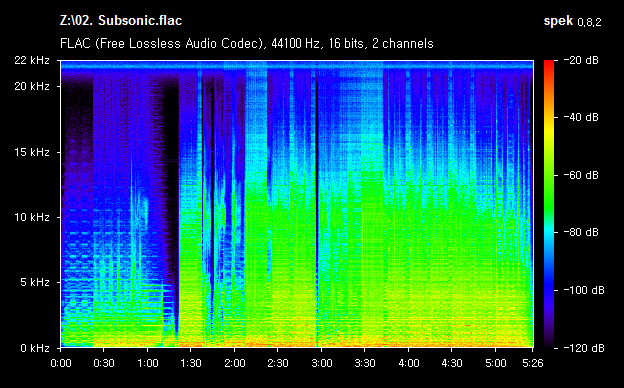 Z:\02. Subsonic.flac
spek 0,8,2
FLAC (Free Lossless Audio Codec), 44100 Hz, 16 bits, 2 channels
22 kHz
20 kHz
15 kHz
10 kHz
5 kHz
0 kHz
0:00 0:30 1:00 1:30 2:00 2:30 3:00 3:30 4:00 4:30 5:00 5:26
-20 dB
-40 dB
-60 dB
-80 dB
-100 dB
-120 dB